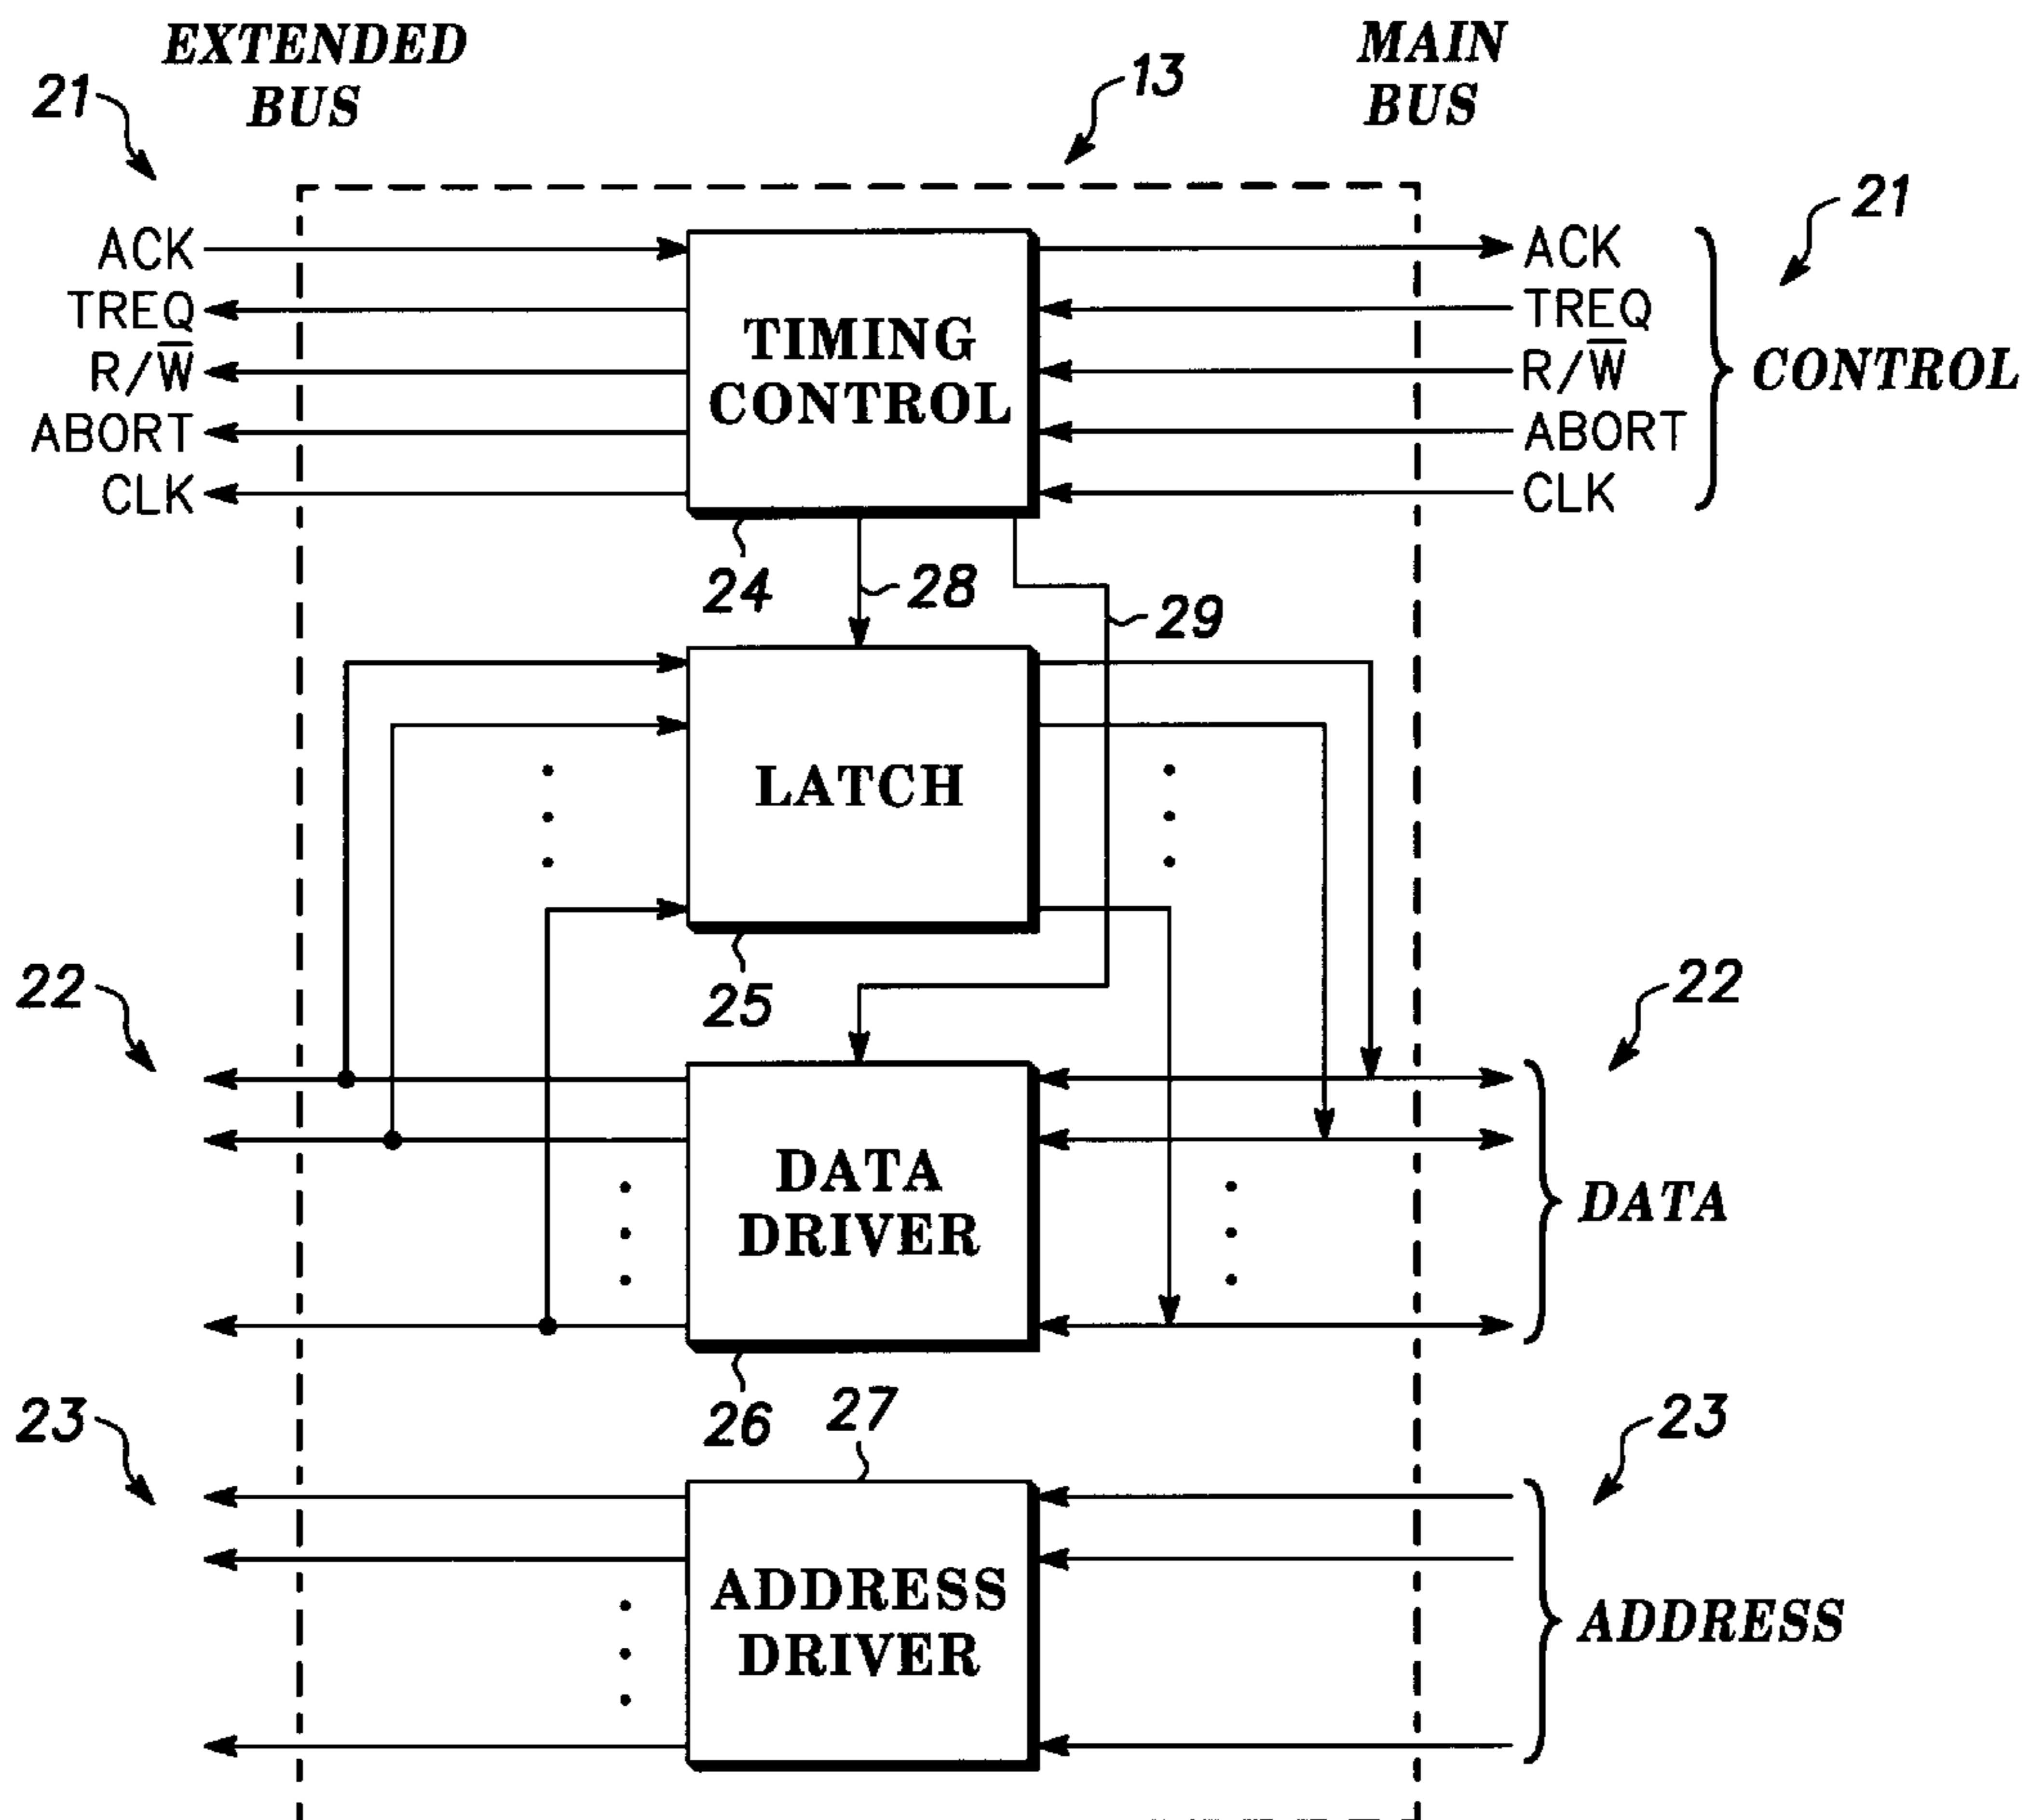 EXTENDED
BUS
MAIN
BUS
21
13
21
ACK
TREQ
R/W̅
ABORT
CLK
TIMING
CONTROL
ACK
TREQ
R/W̅
ABORT
CLK
CONTROL
24
28
29
LATCH
25
22
22
DATA
DRIVER
DATA
26
27
23
23
ADDRESS
DRIVER
ADDRESS